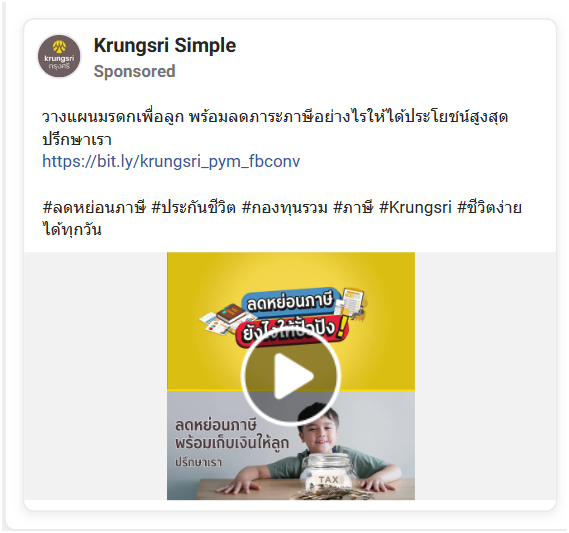 krungsri
กรุงศรี
Krungsri Simple
Sponsored
วางแผนมรดกเพื่อลูก พร้อมลดภาระภาษีอย่างไรให้ได้ประโยชน์สูงสุด
ปรึกษาเรา
https://bit.ly/krungsri_pym_fbconv
#ลดหย่อนภาษี #ประกันชีวิต #กองทุนรวม #ภาษี #Krungsri #ชีวิตง่าย
ได้ทุกวัน
ลดหย่อนภาษี
ยังไงให้ปั๊วปัง!
ลดหย่อนภาษี
พร้อมเก็บเงินให้ลูก
ปรึกษาเรา
TAX